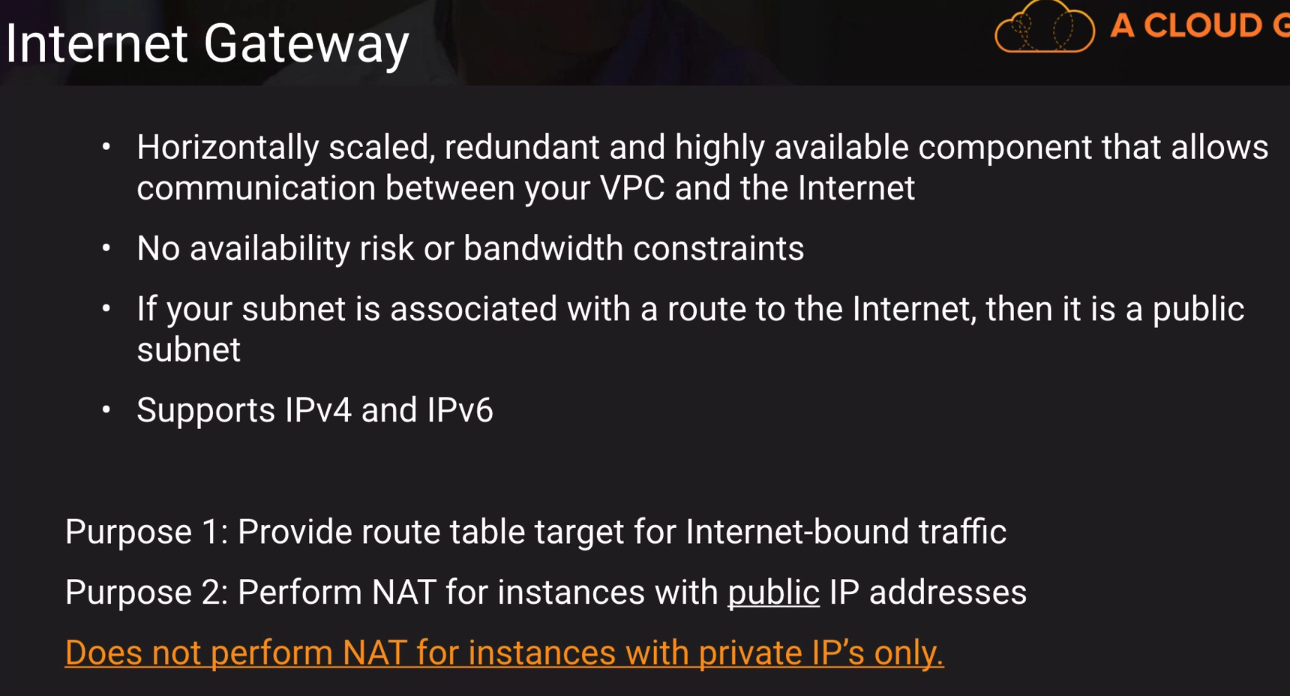 Internet Gateway
A CLOUD G
• Horizontally scaled, redundant and highly available component that allows
communication between your VPC and the Internet
• No availability risk or bandwidth constraints
• If your subnet is associated with a route to the Internet, then it is a public
subnet
• Supports IPv4 and IPv6
Purpose 1: Provide route table target for Internet-bound traffic
Purpose 2: Perform NAT for instances with public IP addresses
Does not perform NAT for instances with private IP’s only.